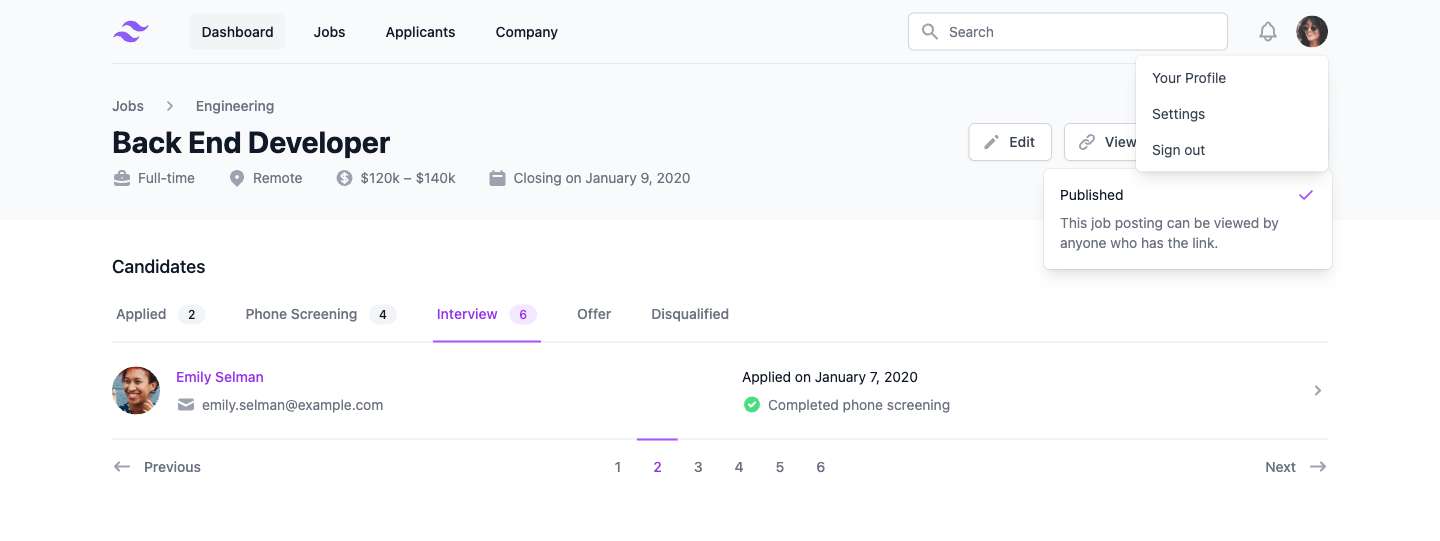 Dashboard Jobs Applicants Company Search
Your Profile
Settings
Sign out
Jobs Engineering
Back End Developer
Edit View
Full-time Remote $120k – $140k Closing on January 9, 2020
Published
This job posting can be viewed by
anyone who has the link.
Candidates
Applied 2 Phone Screening 4 Interview 6 Offer Disqualified
Emily Selman Applied on January 7, 2020
emily.selman@example.com Completed phone screening
Previous 1 2 3 4 5 6 Next